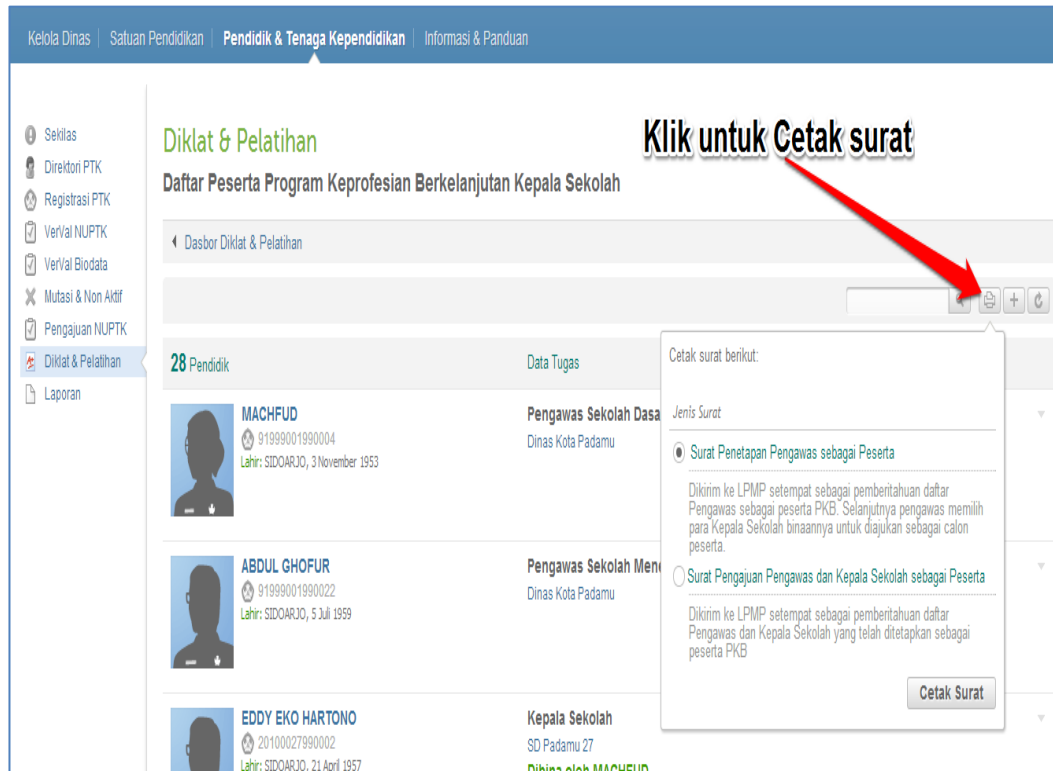 Kelola Dinas | Satuan Pendidikan | Pendidik & Tenaga Kependidikan | Informasi & Panduan
Sekilas
Direktori PTK
Registrasi PTK
VerVal NUPTK
VerVal Biodata
Mutasi & Non Aktif
Pengajuan NUPTK
Diklat & Pelatihan
Laporan
Diklat & Pelatihan
Klik untuk Cetak surat
Daftar Peserta Program Keprofesian Berkelanjutan Kepala Sekolah
Dasbor Diklat & Pelatihan
28 Pendidik
Data Tugas
MACHFUD
91999001990004
Lahir: SIDOARJO, 3 November 1953
Pengawas Sekolah Dasa
Dinas Kota Padamu
ABDUL GHOFUR
91999001990022
Lahir: SIDOARJO, 5 Juli 1959
Pengawas Sekolah Mene
Dinas Kota Padamu
EDDY EKO HARTONO
20100027990002
Lahir: SIDOARJO, 21 April 1957
Kepala Sekolah
SD Padamu 27
Dibina oleh MACHFUD
Cetak surat berikut:
Jenis Surat
Surat Penetapan Pengawas sebagai Peserta
Dikirim ke LPMP setempat sebagai pemberitahuan daftar
Pengawas sebagai peserta PKB. Selanjutnya pengawas memilih
para Kepala Sekolah binaannya untuk diajukan sebagai calon
peserta.
Surat Pengajuan Pengawas dan Kepala Sekolah sebagai Peserta
Dikirim ke LPMP setempat sebagai pemberitahuan daftar
Pengawas dan Kepala Sekolah yang telah ditetapkan sebagai
peserta PKB
Cetak Surat